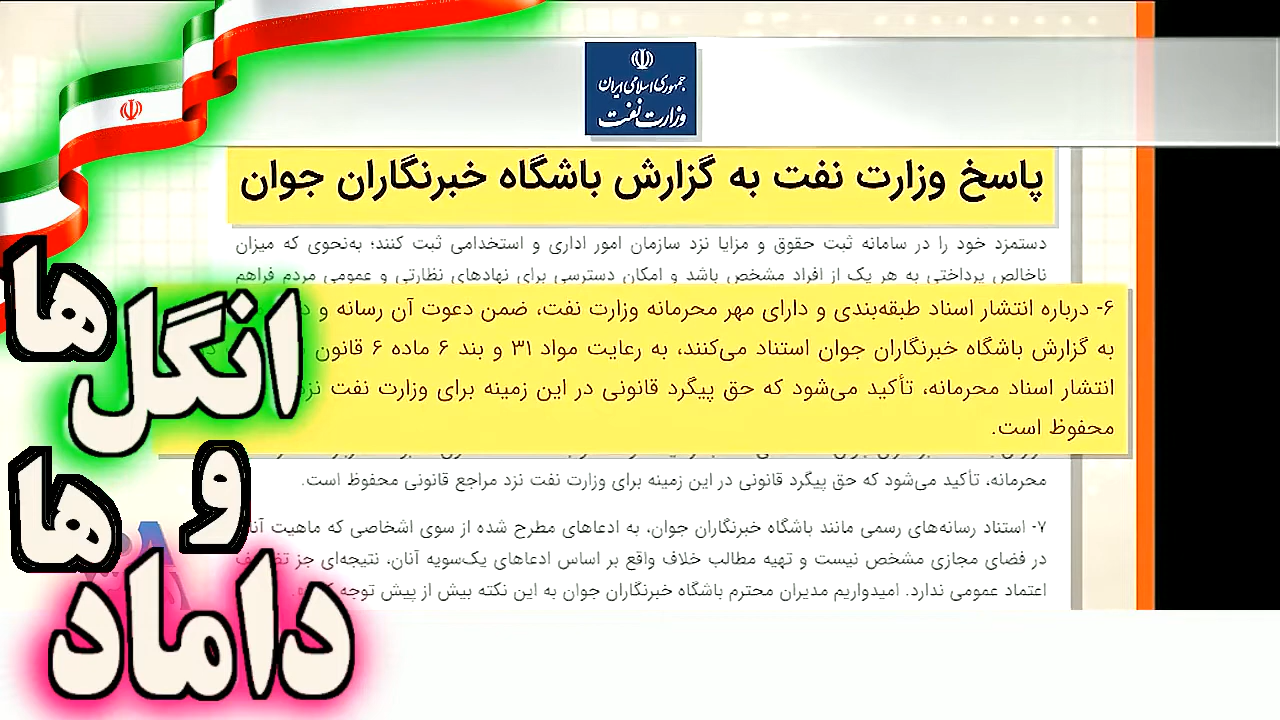 جمهوری اسلامی ایران
وزارت نفت
پاسخ وزارت نفت به گزارش باشگاه خبرنگاران جوان
دستمزد خود را در سامانه ثبت حقوق و مزایا نزد سازمان امور اداری و استخدامی ثبت کنند؛ به‌نحوی که میزان
ناخالص پرداختی به هر یک از افراد مشخص باشد و امکان دسترسی برای نهادهای نظارتی و عمومی مردم فراهم
۶- درباره انتشار اسناد طبقه‌بندی و دارای مهر محرمانه وزارت نفت، ضمن دعوت آن رسانه و
به گزارش باشگاه خبرنگاران جوان استناد می‌کنند، به رعایت مواد ۳۱ و بند ۶ ماده ۶ قانون
انتشار اسناد محرمانه، تأکید می‌شود که حق پیگرد قانونی در این زمینه برای وزارت نفت نزد
محفوظ است.
محرمانه، تأکید می‌شود که حق پیگرد قانونی در این زمینه برای وزارت نفت نزد مراجع قانونی محفوظ است.
۷- استناد رسانه‌های رسمی مانند باشگاه خبرنگاران جوان، به ادعاهای مطرح شده از سوی اشخاصی که ماهیت
در فضای مجازی مشخص نیست و تهیه مطالب خلاف واقع بر اساس ادعاهای یک‌سویه آنان، نتیجه‌ای جز
اعتماد عمومی ندارد. امیدواریم مدیران محترم باشگاه خبرنگاران جوان به این نکته بیش از پیش توجه
انگل ها
و
داماد ها